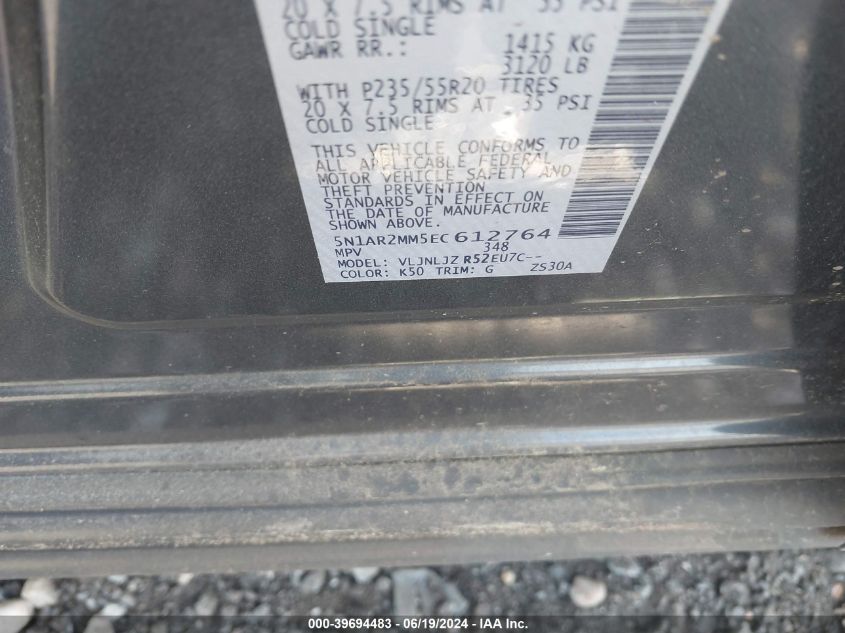 20 X 7.5 RIMS AT 35 PSI
COLD SINGLE
GAWR RR.: 1415 KG
3120 LB
WITH P235/55R20 TIRES
20 X 7.5 RIMS AT 35 PSI
COLD SINGLE
THIS VEHICLE CONFORMS TO
ALL APPLICABLE FEDERAL
MOTOR VEHICLE SAFETY AND
THEFT PREVENTION
STANDARDS IN EFFECT ON
THE DATE OF MANUFACTURE
SHOWN ABOVE.
5N1AR2MM5EC612764
MPV 348
MODEL: VLJNLJZ R52EU7C--
COLOR: K50 TRIM: G ZS30A
000-39694483 - 06/19/2024 - IAA Inc.